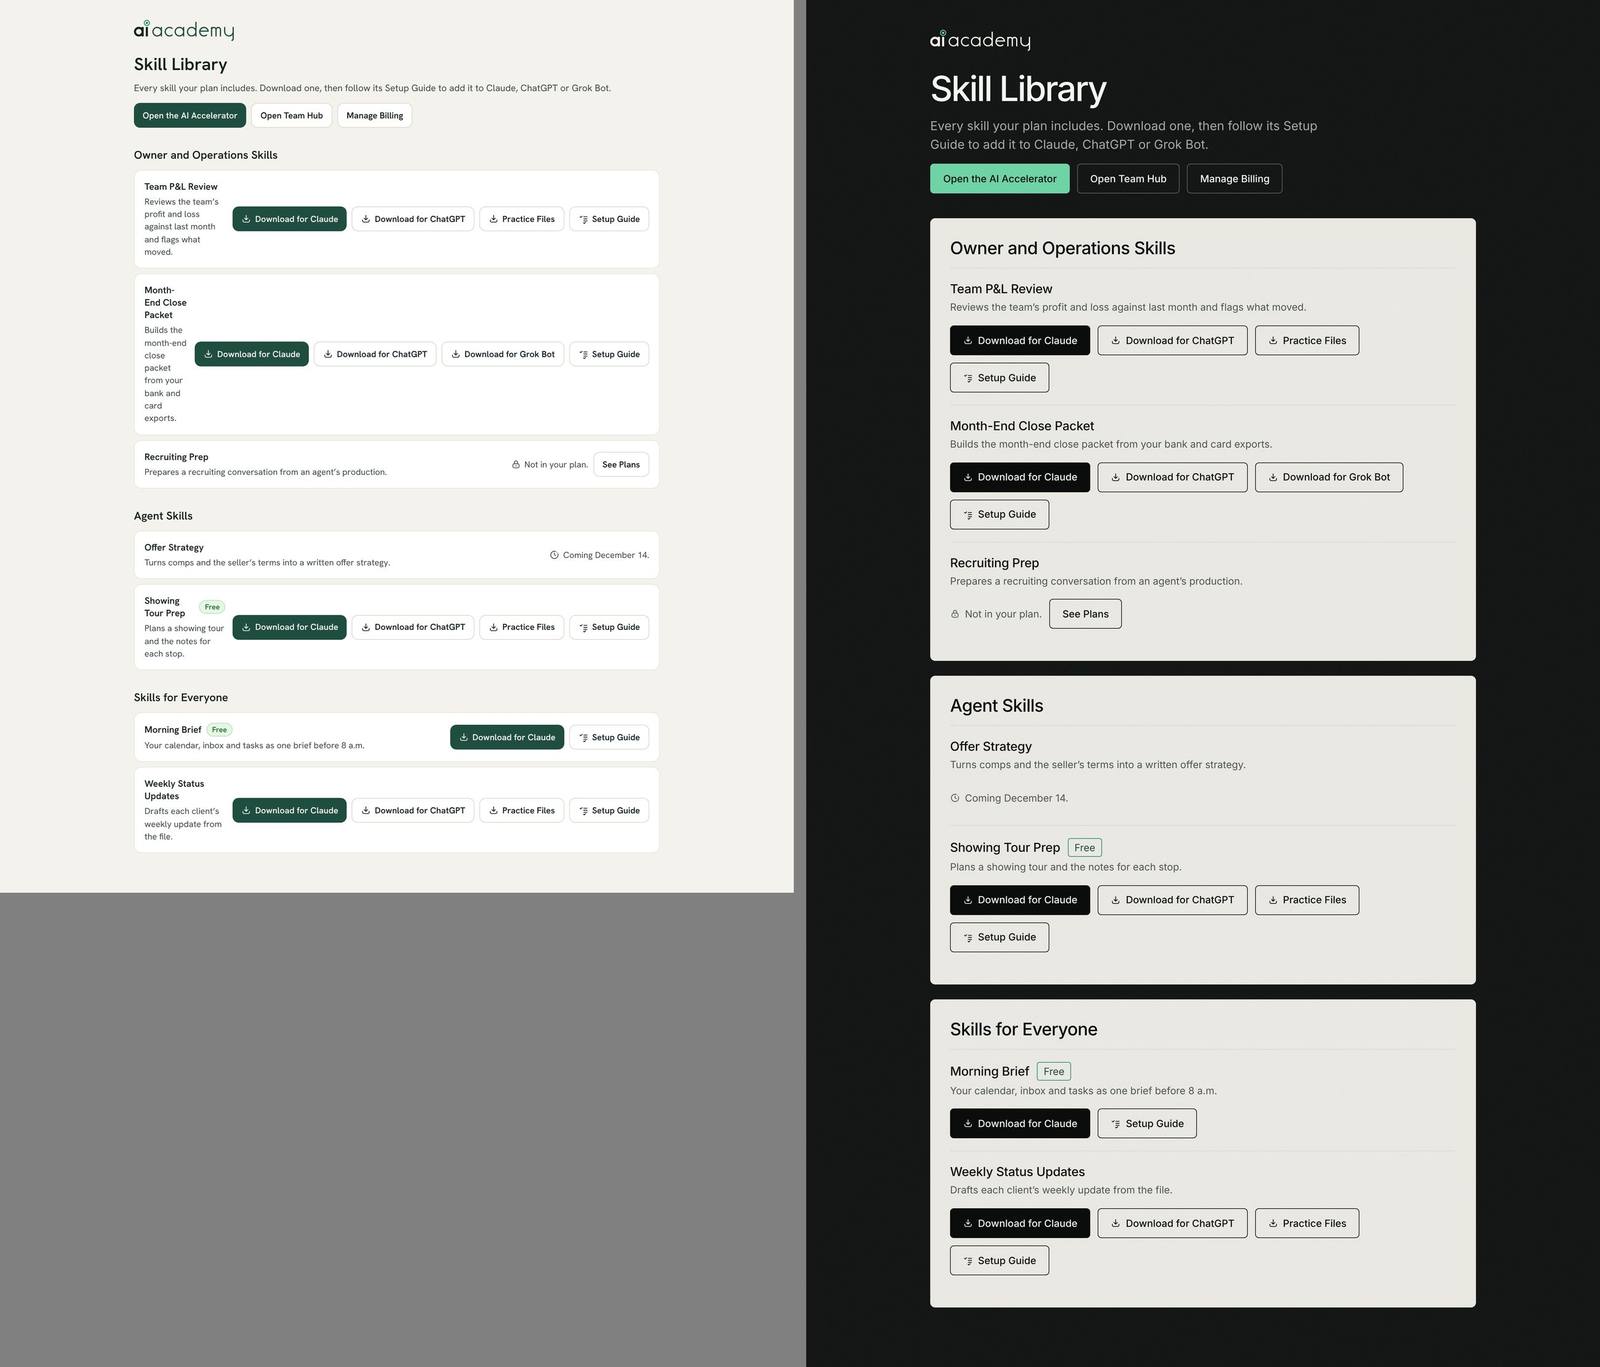 ai academy
Skill Library
Every skill your plan includes. Download one, then follow its Setup Guide to add it to Claude, ChatGPT or Grok Bot.
Open the AI Accelerator
Open Team Hub
Manage Billing
Owner and Operations Skills
Team P&L Review
Reviews the team’s
profit and loss
against last month
and flags what
moved.
Download for Claude
Download for ChatGPT
Practice Files
Setup Guide
Month-
End Close
Packet
Builds the
month-end
close
packet
from your
bank and
card
exports.
Download for Claude
Download for ChatGPT
Download for Grok Bot
Setup Guide
Recruiting Prep
Prepares a recruiting conversation from an agent’s production.
Not in your plan.
See Plans
Agent Skills
Offer Strategy
Turns comps and the seller’s terms into a written offer strategy.
Coming December 14.
Showing
Tour Prep
Free
Plans a showing tour
and the notes for
each stop.
Download for Claude
Download for ChatGPT
Practice Files
Setup Guide
Skills for Everyone
Morning Brief
Free
Your calendar, inbox and tasks as one brief before 8 a.m.
Download for Claude
Setup Guide
Weekly Status
Updates
Drafts each client’s
weekly update from
the file.
Download for Claude
Download for ChatGPT
Practice Files
Setup Guide
ai academy
Skill Library
Every skill your plan includes. Download one, then follow its Setup
Guide to add it to Claude, ChatGPT or Grok Bot.
Open the AI Accelerator
Open Team Hub
Manage Billing
Owner and Operations Skills
Team P&L Review
Reviews the team’s profit and loss against last month and flags what moved.
Download for Claude
Download for ChatGPT
Practice Files
Setup Guide
Month-End Close Packet
Builds the month-end close packet from your bank and card exports.
Download for Claude
Download for ChatGPT
Download for Grok Bot
Setup Guide
Recruiting Prep
Prepares a recruiting conversation from an agent’s production.
Not in your plan.
See Plans
Agent Skills
Offer Strategy
Turns comps and the seller’s terms into a written offer strategy.
Coming December 14.
Showing Tour Prep
Free
Plans a showing tour and the notes for each stop.
Download for Claude
Download for ChatGPT
Practice Files
Setup Guide
Skills for Everyone
Morning Brief
Free
Your calendar, inbox and tasks as one brief before 8 a.m.
Download for Claude
Setup Guide
Weekly Status Updates
Drafts each client’s weekly update from the file.
Download for Claude
Download for ChatGPT
Practice Files
Setup Guide